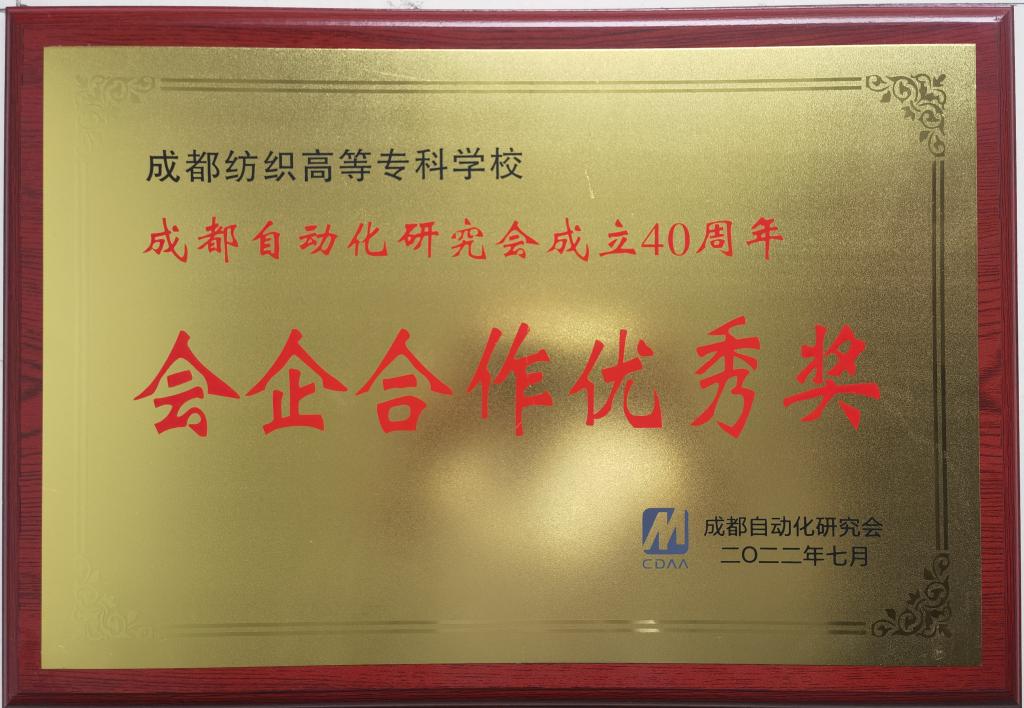 成都纺织高等专科学校
成都自动化研究会成立40周年
会企合作优秀奖
CDAA
成都自动化研究会
二〇二二年七月